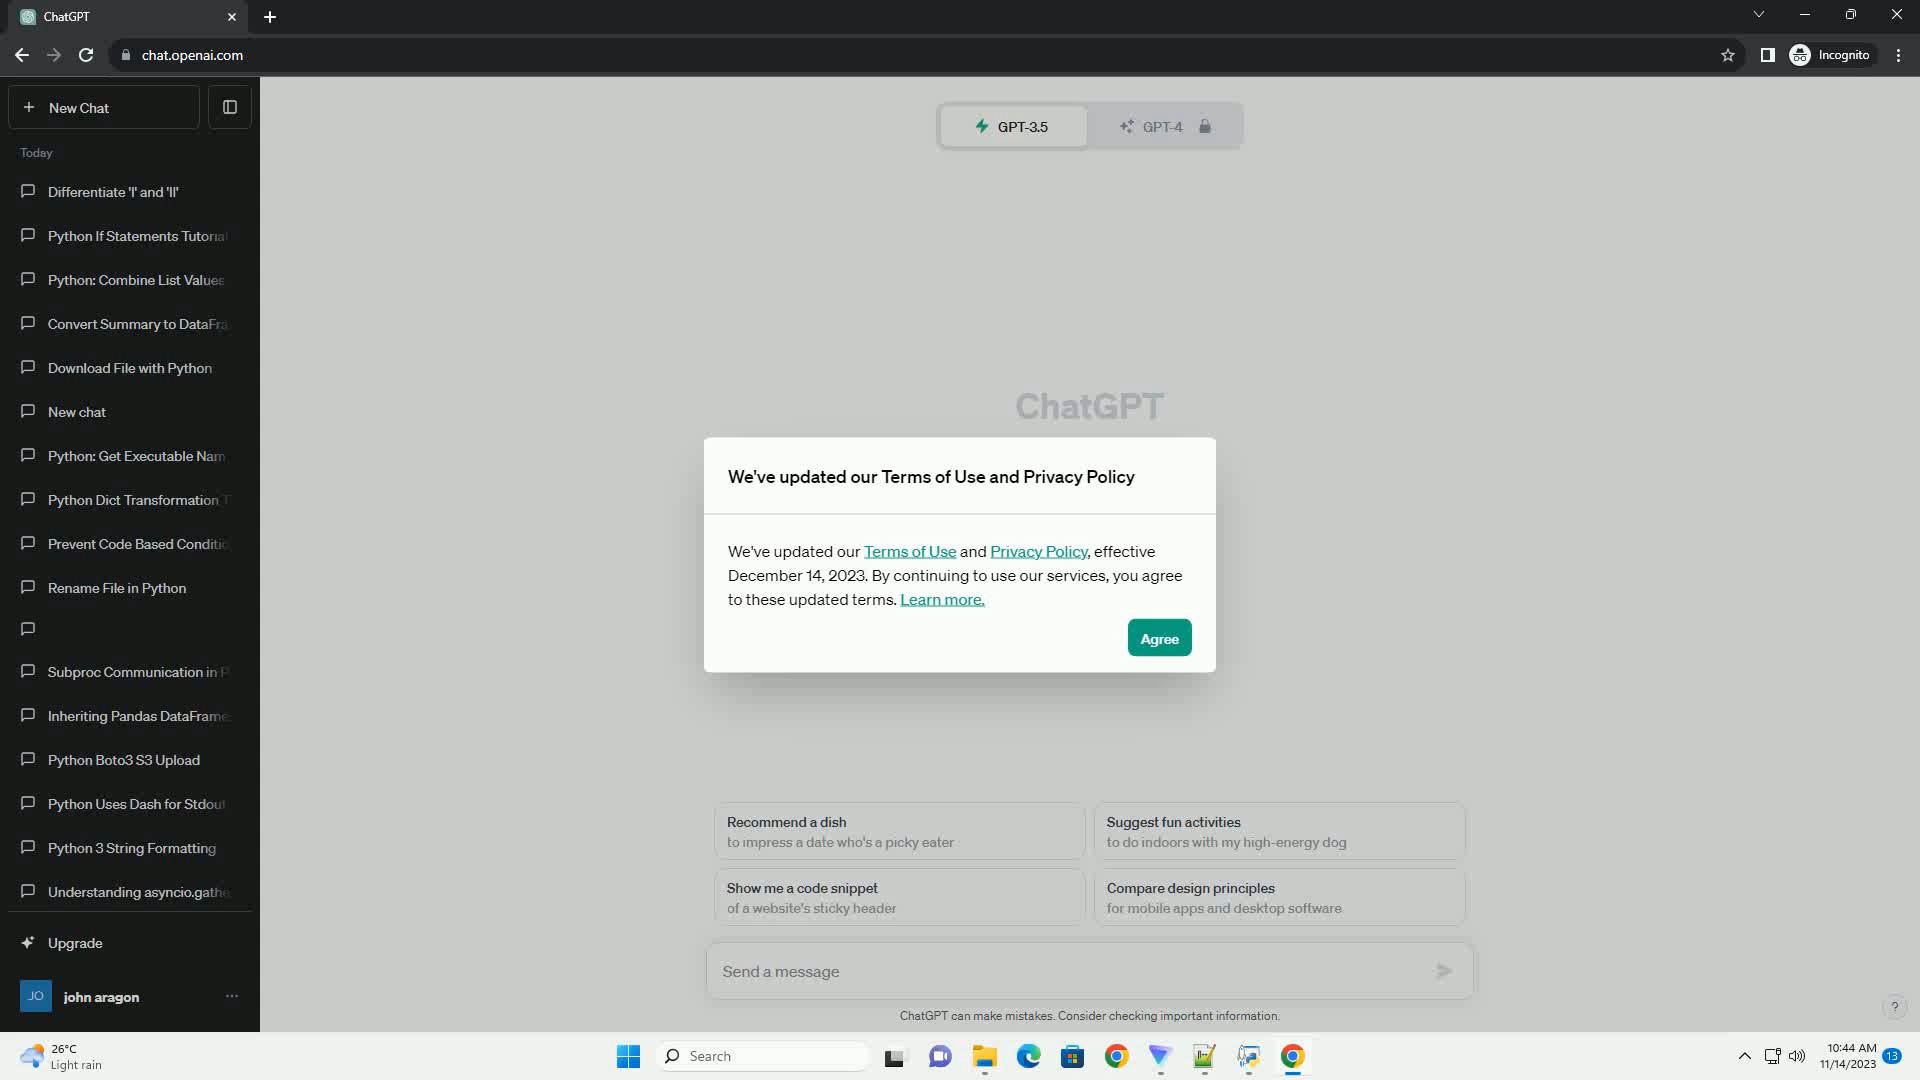 ChatGPT
chat.openai.com
Incognito
New Chat
Today
Differentiate 'I' and 'II'
Python If Statements Tutorial
Python: Combine List Values
Convert Summary to DataFra
Download File with Python
New chat
Python: Get Executable Nam
Python Dict Transformation T
Prevent Code Based Conditio
Rename File in Python
Subproc Communication in P
Inheriting Pandas DataFrame
Python Boto3 S3 Upload
Python Uses Dash for Stdout
Python 3 String Formatting
Understanding asyncio.gathe
Upgrade
JO john aragon
GPT-3.5
GPT-4
ChatGPT
We've updated our Terms of Use and Privacy Policy
We've updated our Terms of Use and Privacy Policy, effective
December 14, 2023. By continuing to use our services, you agree
to these updated terms. Learn more.
Agree
Recommend a dish
to impress a date who's a picky eater
Suggest fun activities
to do indoors with my high-energy dog
Show me a code snippet
of a website's sticky header
Compare design principles
for mobile apps and desktop software
Send a message
ChatGPT can make mistakes. Consider checking important information.
?
26°C
Light rain
Search
10:44 AM
11/14/2023
13